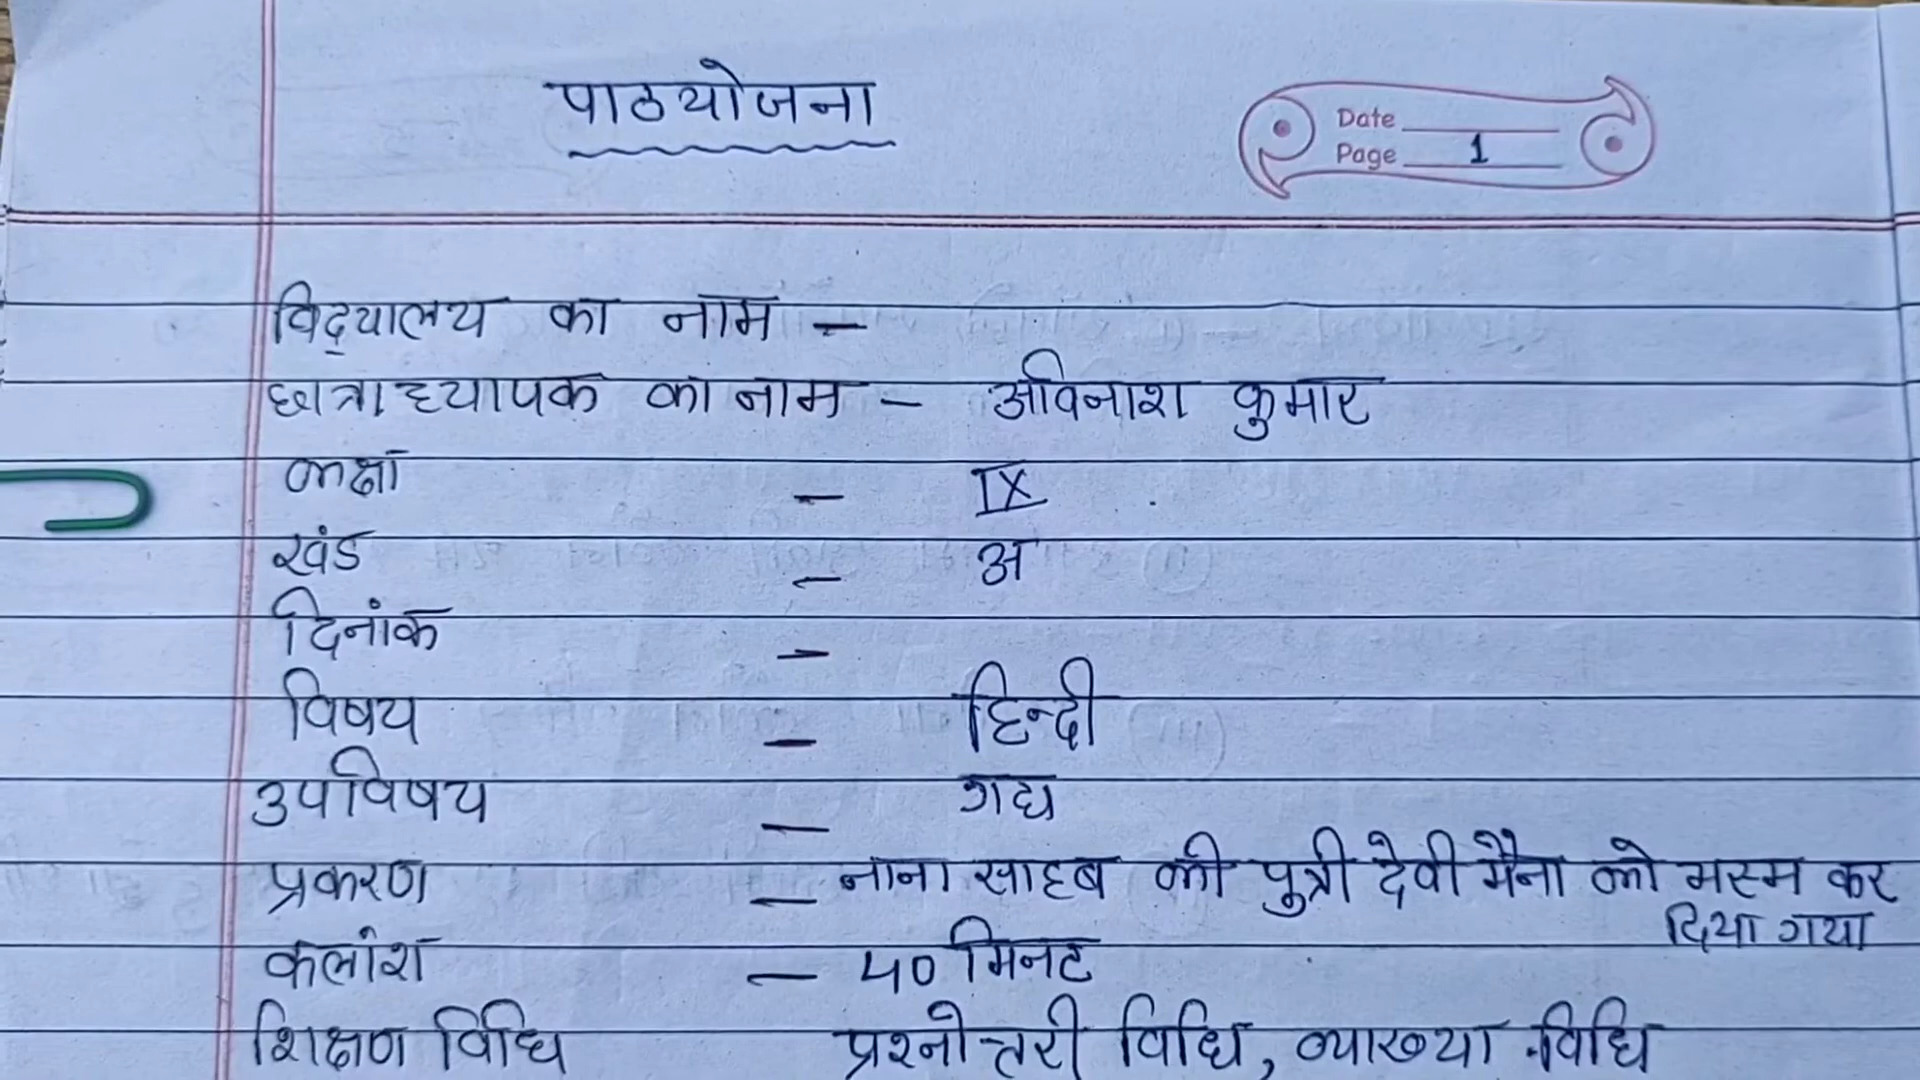 पाठयोजना
Date
Page 1
विद्यालय का नाम –
छात्राध्यापक का नाम – अविनाश कुमार
कक्षा – IX
खंड – अ
दिनांक –
विषय – हिन्दी
उपविषय – गद्य
प्रकरण – नाना साहब की पुत्री देवी मैना को भस्म कर
दिया गया
कलांश – 40 मिनट
शिक्षण विधि प्रश्नोत्तरी विधि, व्याख्या विधि